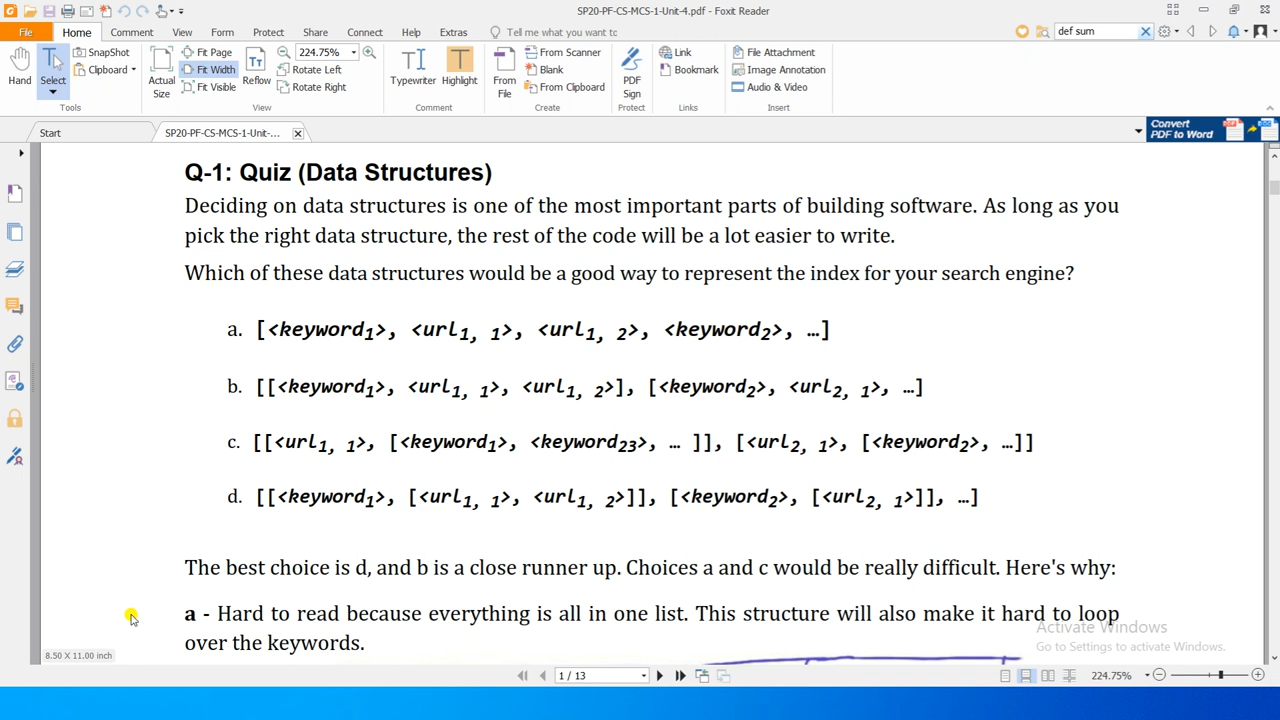 SP20-PF-CS-MCS-1-Unit-4.pdf - Foxit Reader
File Home Comment View Form Protect Share Connect Help Extras Tell me what you want tc def sum
SnapShot Fit Page 224.75% From Scanner Link File Attachment
Clipboard Fit Width Rotate Left Blank Bookmark Image Annotation
Fit Visible Rotate Right From Clipboard Audio & Video
Hand Select Actual Size Reflow Typewriter Highlight From File PDF Sign
Tools View Comment Create Protect Links Insert
Start SP20-PF-CS-MCS-1-Unit-... Convert PDF to Word
Q-1: Quiz (Data Structures)
Deciding on data structures is one of the most important parts of building software. As long as you
pick the right data structure, the rest of the code will be a lot easier to write.
Which of these data structures would be a good way to represent the index for your search engine?
a. [<keyword1>, <url1, 1>, <url1, 2>, <keyword2>, …]
b. [[<keyword1>, <url1, 1>, <url1, 2>], [<keyword2>, <url2, 1>, …]
c. [[<url1, 1>, [<keyword1>, <keyword23>, … ]], [<url2, 1>, [<keyword2>, …]]
d. [[<keyword1>, [<url1, 1>, <url1, 2>]], [<keyword2>, [<url2, 1>]], …]
The best choice is d, and b is a close runner up. Choices a and c would be really difficult. Here's why:
a - Hard to read because everything is all in one list. This structure will also make it hard to loop
over the keywords.
Activate Windows
Go to Settings to activate Windows.
8.50 X 11.00 inch
1 / 13 224.75%